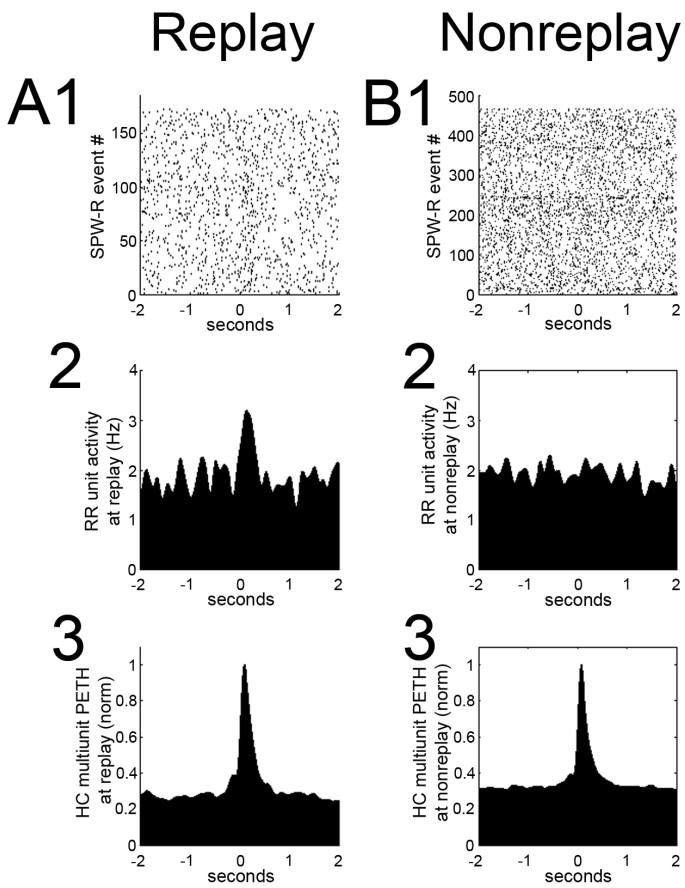 Replay
Nonreplay
A1
SPW-R event #
150
100
50
0
-2 -1 0 1 2
seconds
B1
SPW-R event #
500
400
300
200
100
0
-2 -1 0 1 2
seconds
2
RR unit activity
at replay (Hz)
4
3
2
1
0
-2 -1 0 1 2
seconds
2
RR unit activity
at nonreplay (Hz)
4
3
2
1
0
-2 -1 0 1 2
seconds
3
HC multiunit PETH
at replay (norm)
1
0.8
0.6
0.4
0.2
0
-2 -1 0 1 2
seconds
3
HC multiunit PETH
at nonreplay (norm)
1
0.8
0.6
0.4
0.2
0
-2 -1 0 1 2
seconds